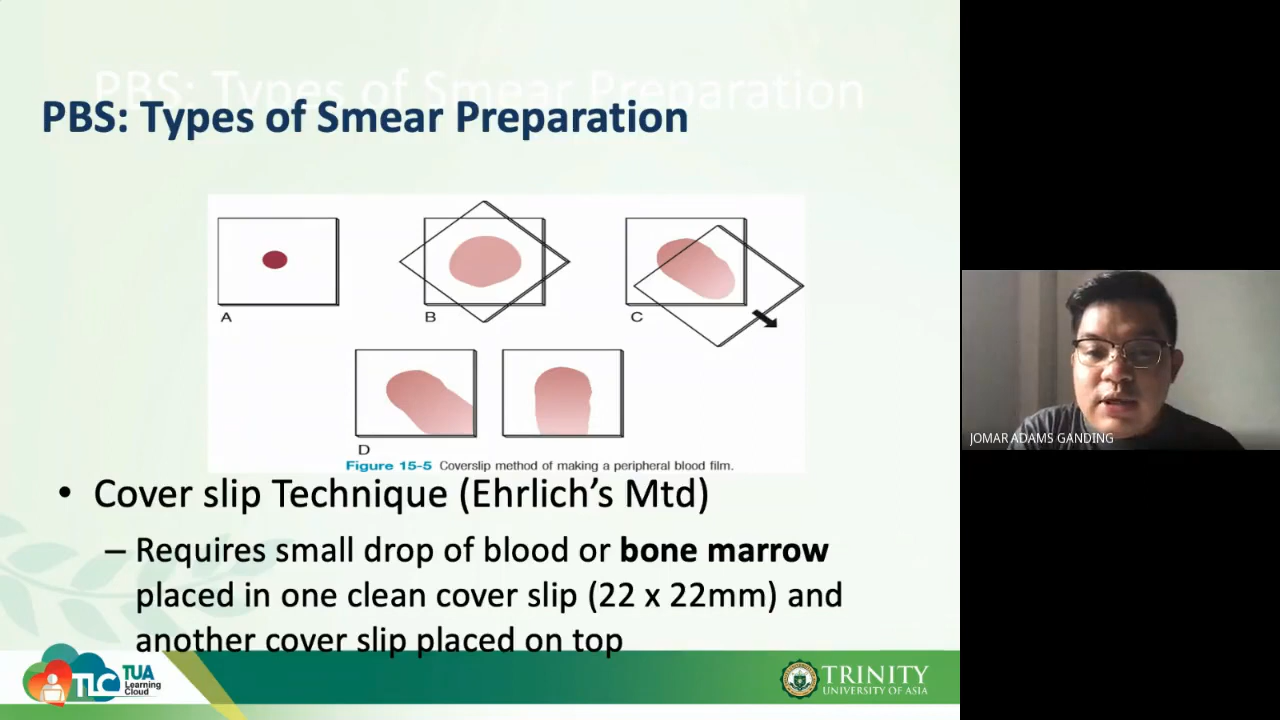 PBS: Types of Smear Preparation
PBS: Types of Smear Preparation
A
B
C
D
Figure 15-5 Coverslip method of making a peripheral blood film.
• Cover slip Technique (Ehrlich’s Mtd)
– Requires small drop of blood or bone marrow
placed in one clean cover slip (22 x 22mm) and
another cover slip placed on top
JOMAR ADAMS GANDING
TLC
TUA
Learning
Cloud
TRINITY
UNIVERSITY OF ASIA